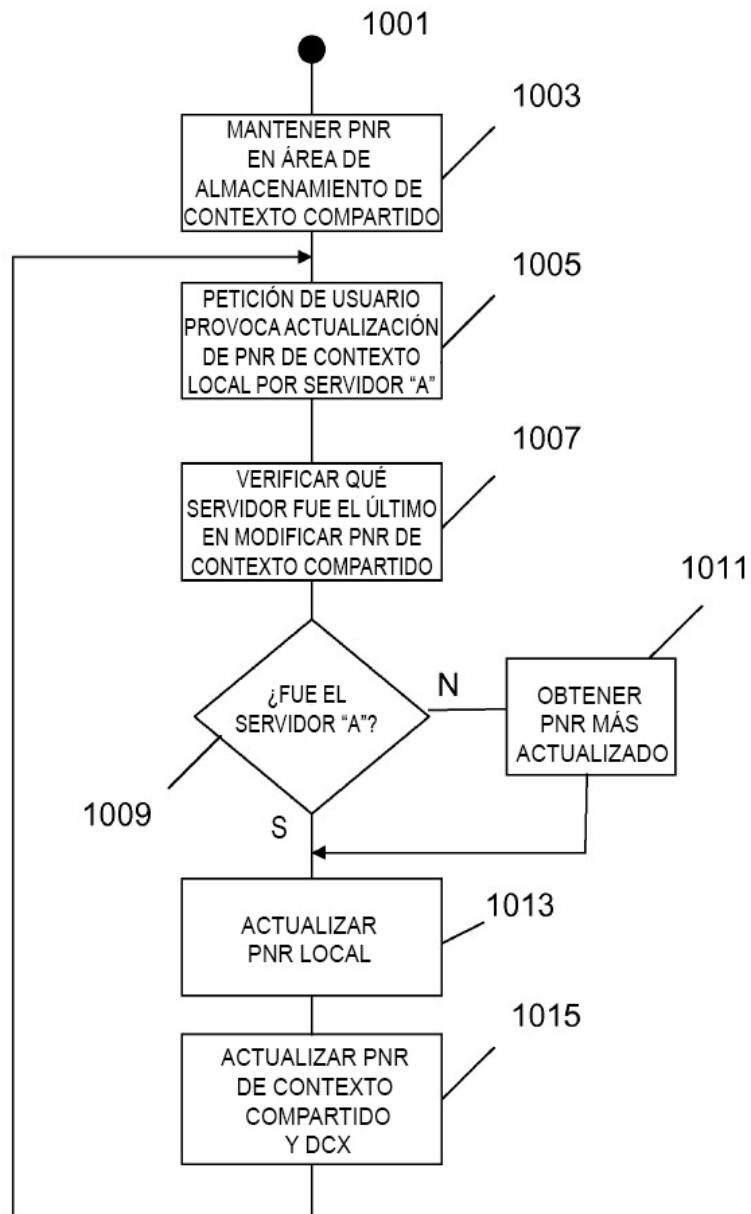 1001
1003
MANTENER PNR
EN ÁREA DE
ALMACENAMIENTO DE
CONTEXTO COMPARTIDO
1005
PETICIÓN DE USUARIO
PROVOCA ACTUALIZACIÓN
DE PNR DE CONTEXTO
LOCAL POR SERVIDOR “A”
1007
VERIFICAR QUÉ
SERVIDOR FUE EL ÚLTIMO
EN MODIFICAR PNR DE
CONTEXTO COMPARTIDO
1011
¿FUE EL
SERVIDOR “A”?
N
OBTENER
PNR MÁS
ACTUALIZADO
1009
S
1013
ACTUALIZAR
PNR LOCAL
1015
ACTUALIZAR PNR
DE CONTEXTO
COMPARTIDO
Y DCX